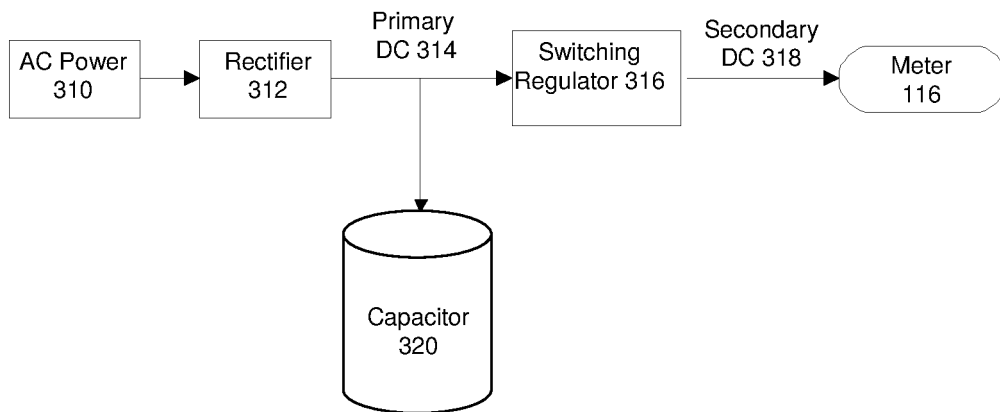 AC Power
310
Rectifier
312
Primary
DC 314
Switching
Regulator 316
Secondary
DC 318
Meter
116
Capacitor
320